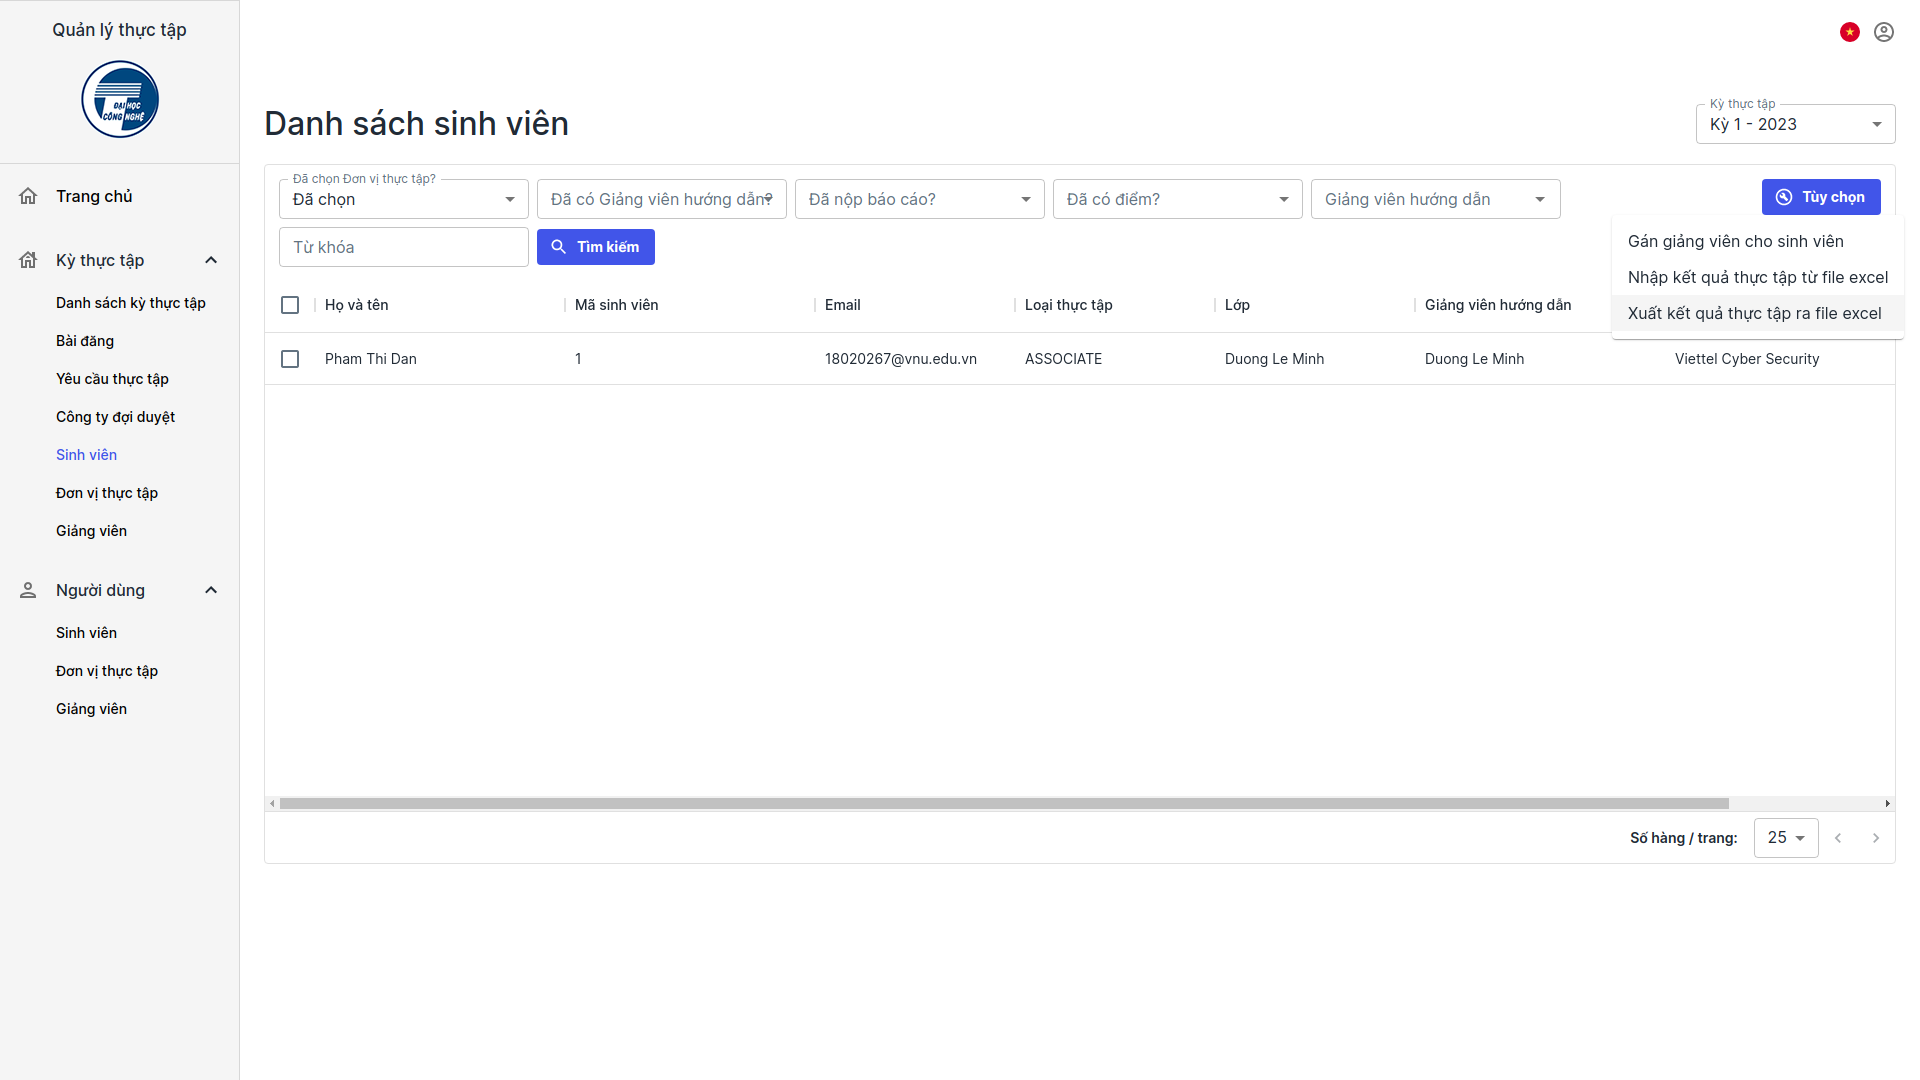 Quản lý thực tập
ĐẠI HỌC
CÔNG NGHỆ
Trang chủ
Kỳ thực tập
Danh sách kỳ thực tập
Bài đăng
Yêu cầu thực tập
Công ty đợi duyệt
Sinh viên
Đơn vị thực tập
Giảng viên
Người dùng
Sinh viên
Đơn vị thực tập
Giảng viên
Danh sách sinh viên
Kỳ thực tập
Kỳ 1 - 2023
Đã chọn Đơn vị thực tập?
Đã chọn
Đã có Giảng viên hướng dẫn?
Đã nộp báo cáo?
Đã có điểm?
Giảng viên hướng dẫn
Tùy chọn
Từ khóa
Tìm kiếm
Gán giảng viên cho sinh viên
Nhập kết quả thực tập từ file excel
Xuất kết quả thực tập ra file excel
Họ và tên Mã sinh viên Email Loại thực tập Lớp Giảng viên hướng dẫn
Pham Thi Dan 1 18020267@vnu.edu.vn ASSOCIATE Duong Le Minh Duong Le Minh Viettel Cyber Security
Số hàng / trang: 25